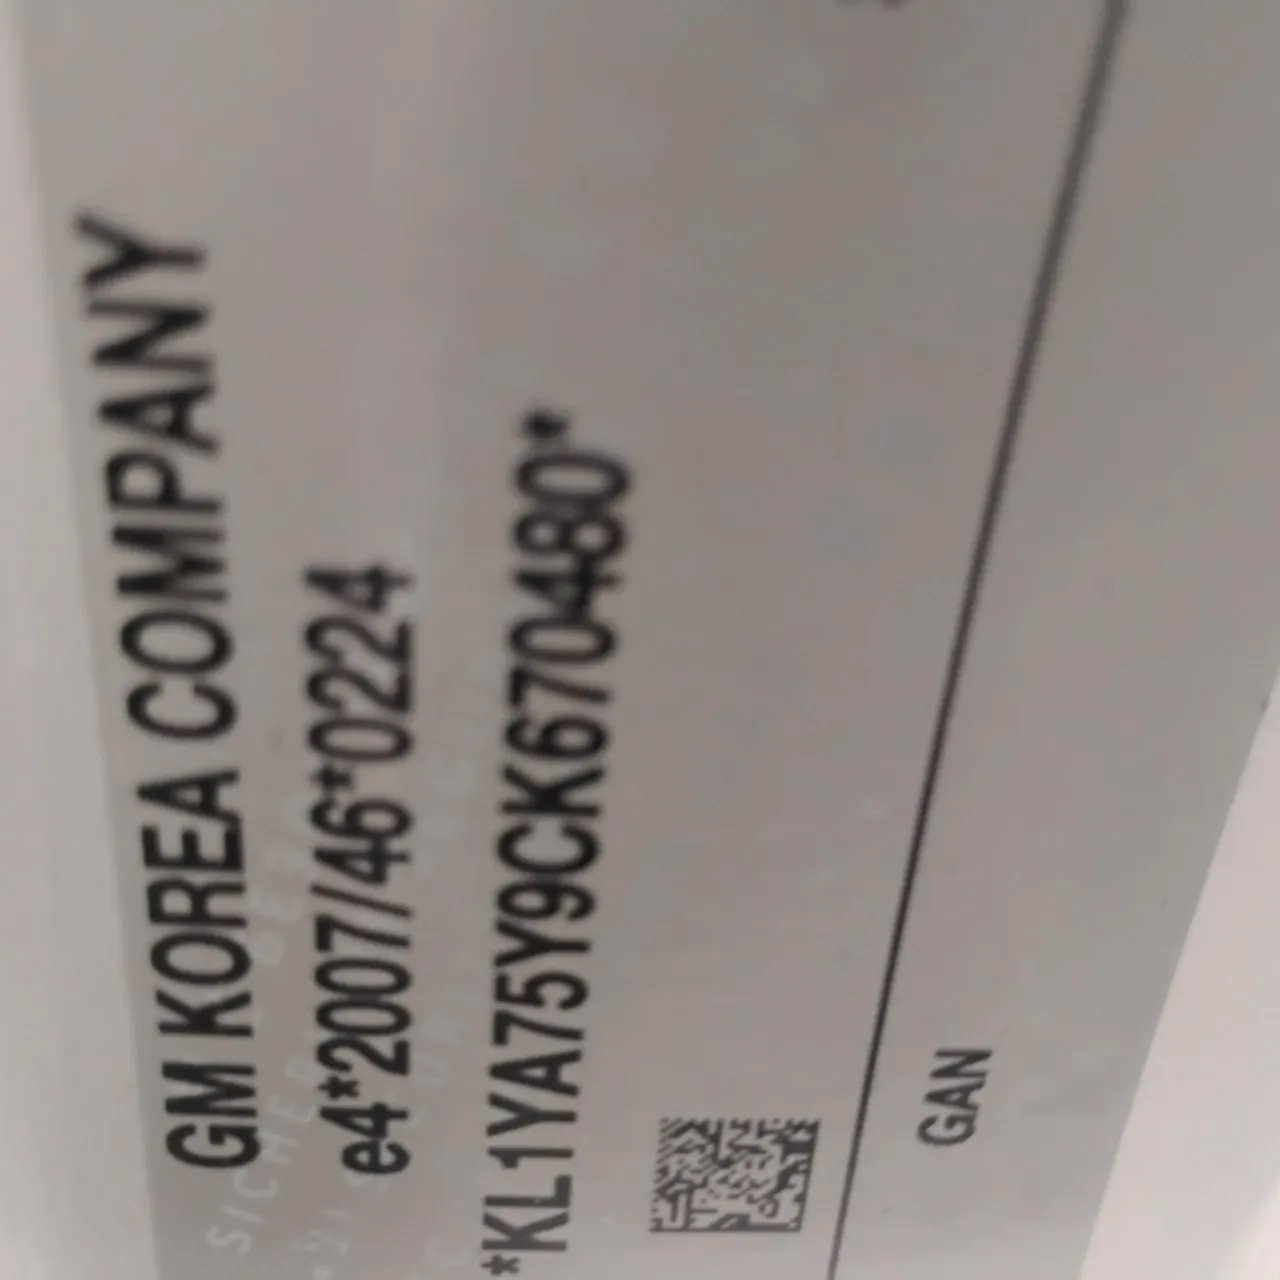 GM KOREA COMPANY
e4*2007/46*0224
*KL1YA75Y9CK670480*
GAN